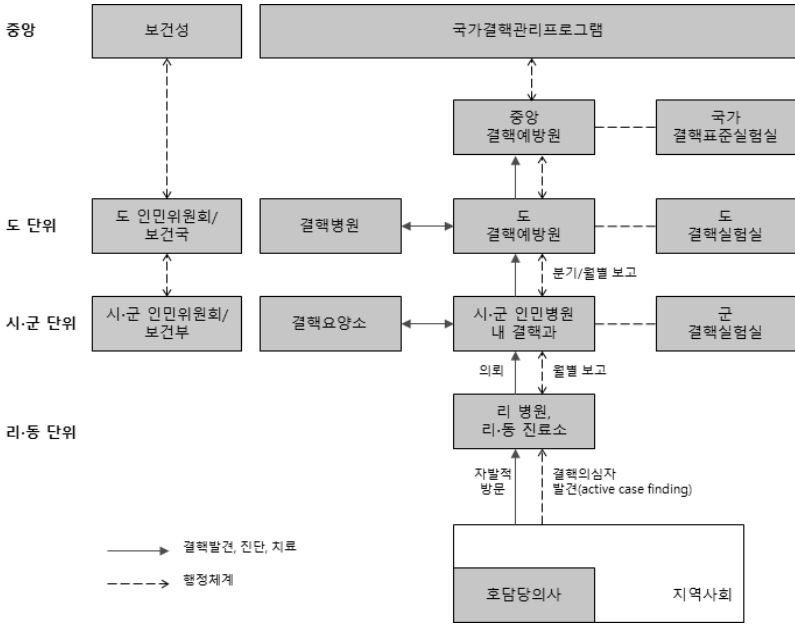 중앙
보건성
국가결핵관리프로그램
중앙
결핵예방원
국가
결핵표준실험실
도 단위
도 인민위원회/
보건국
결핵병원
도
결핵예방원
도
결핵실험실
분기/월별 보고
시·군 단위
시·군 인민위원회/
보건부
결핵요양소
시·군 인민병원
내 결핵과
군
결핵실험실
의뢰
월별 보고
리·동 단위
리 병원,
리·동 진료소
자발적
방문
결핵의심자
발견(active case finding)
결핵발견, 진단, 치료
행정체계
호담당의사
지역사회